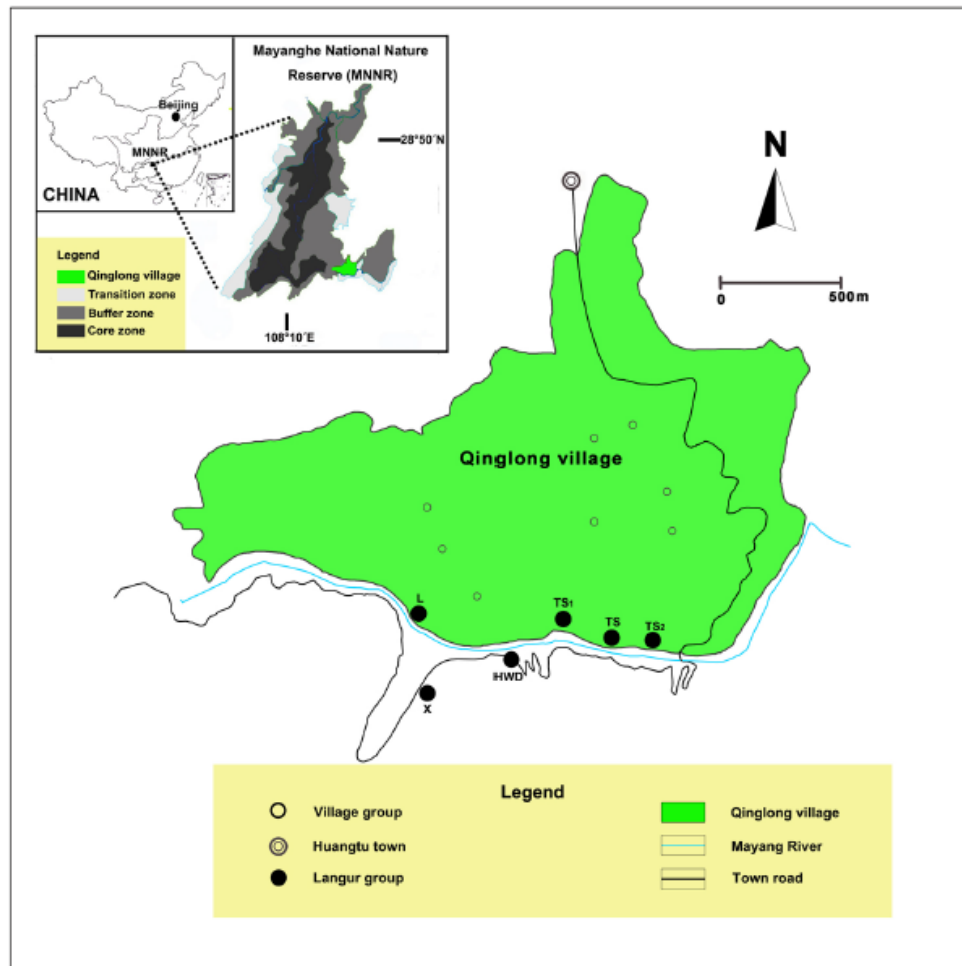 Mayanghe National Nature
Reserve (MNNR)
Beijing
28°50´N
MNNR
CHINA
Legend
Qinglong village
Transition zone
Buffer zone
Core zone
108°10´E
N
0
500m
Qinglong village
L
TS1
TS
TS2
HWD
X
Legend
Village group
Qinglong village
Huangtu town
Mayang River
Langur group
Town road